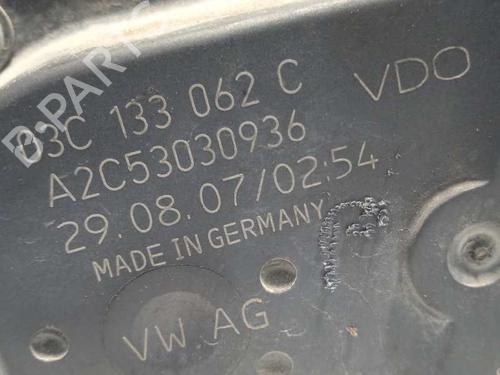 B-PARTS
03C 133 062 C
VDO
A2C53030936
29.08.07/02:54
MADE IN GERMANY
VW AG